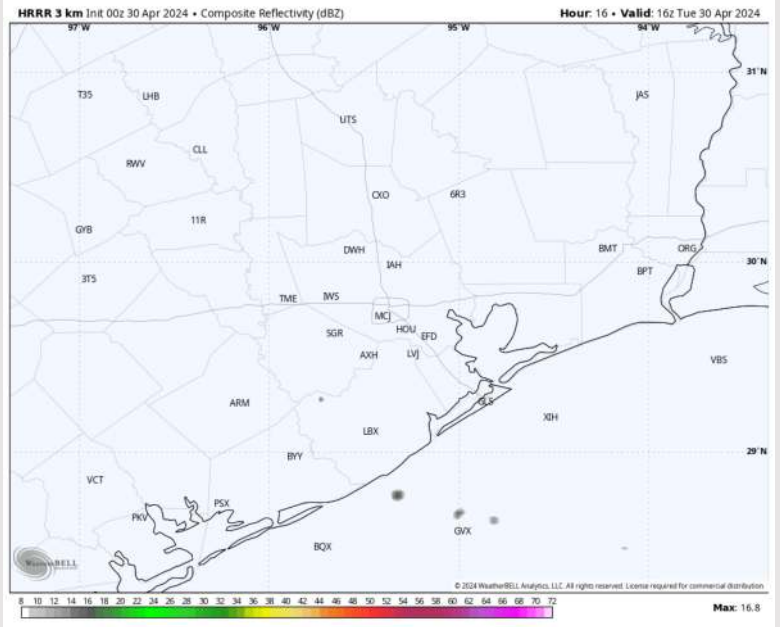 HRRR 3 km Init 00z 30 Apr 2024 • Composite Reflectivity (dBZ) Hour: 16 • Valid: 16z Tue 30 Apr 2024
97°W 96°W 95°W 94°W
31°N
T35 LHB JAS
UTS
CLL
RWV
CXO 6R3
11R
GYB
DWH BMT ORG
30°N
IAH
BPT
3T5
TME IWS
MCJ
HOU
SGR EFD
AXH LVJ
VBS
ARM GLS
XIH
LBX
29°N
BYY
VCT
PSX
PKV
GVX
BQX
WeatherBELL
© 2024 WeatherBELL Analytics, LLC. All rights reserved. License required for commercial distribution
8 10 12 14 16 18 20 22 24 26 28 30 32 34 36 38 40 42 44 46 48 50 52 54 56 58 60 62 64 66 68 70 72
Max: 16.8